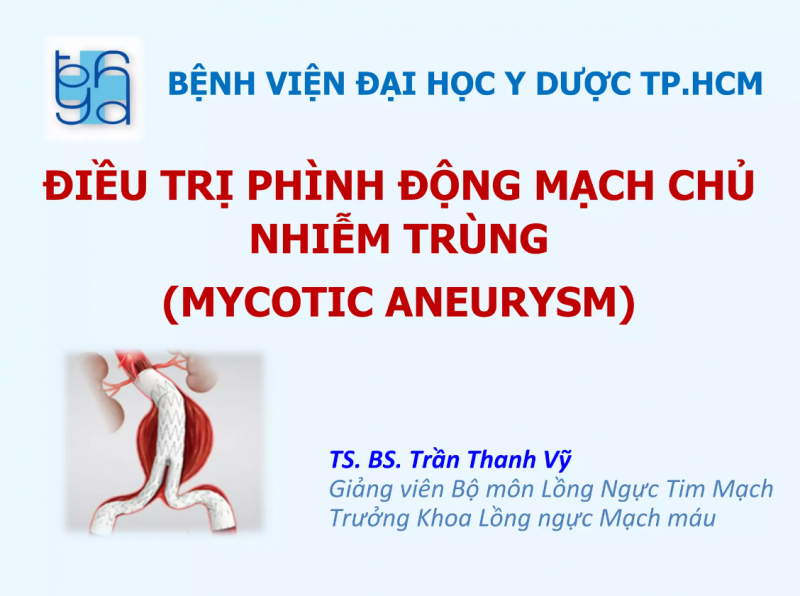 BỆNH VIỆN ĐẠI HỌC Y DƯỢC TP.HCM
ĐIỀU TRỊ PHÌNH ĐỘNG MẠCH CHỦ
NHIỄM TRÙNG
(MYCOTIC ANEURYSM)
TS. BS. Trần Thanh Vỹ
Giảng viên Bộ môn Lồng Ngực Tim Mạch
Trưởng Khoa Lồng ngực Mạch máu